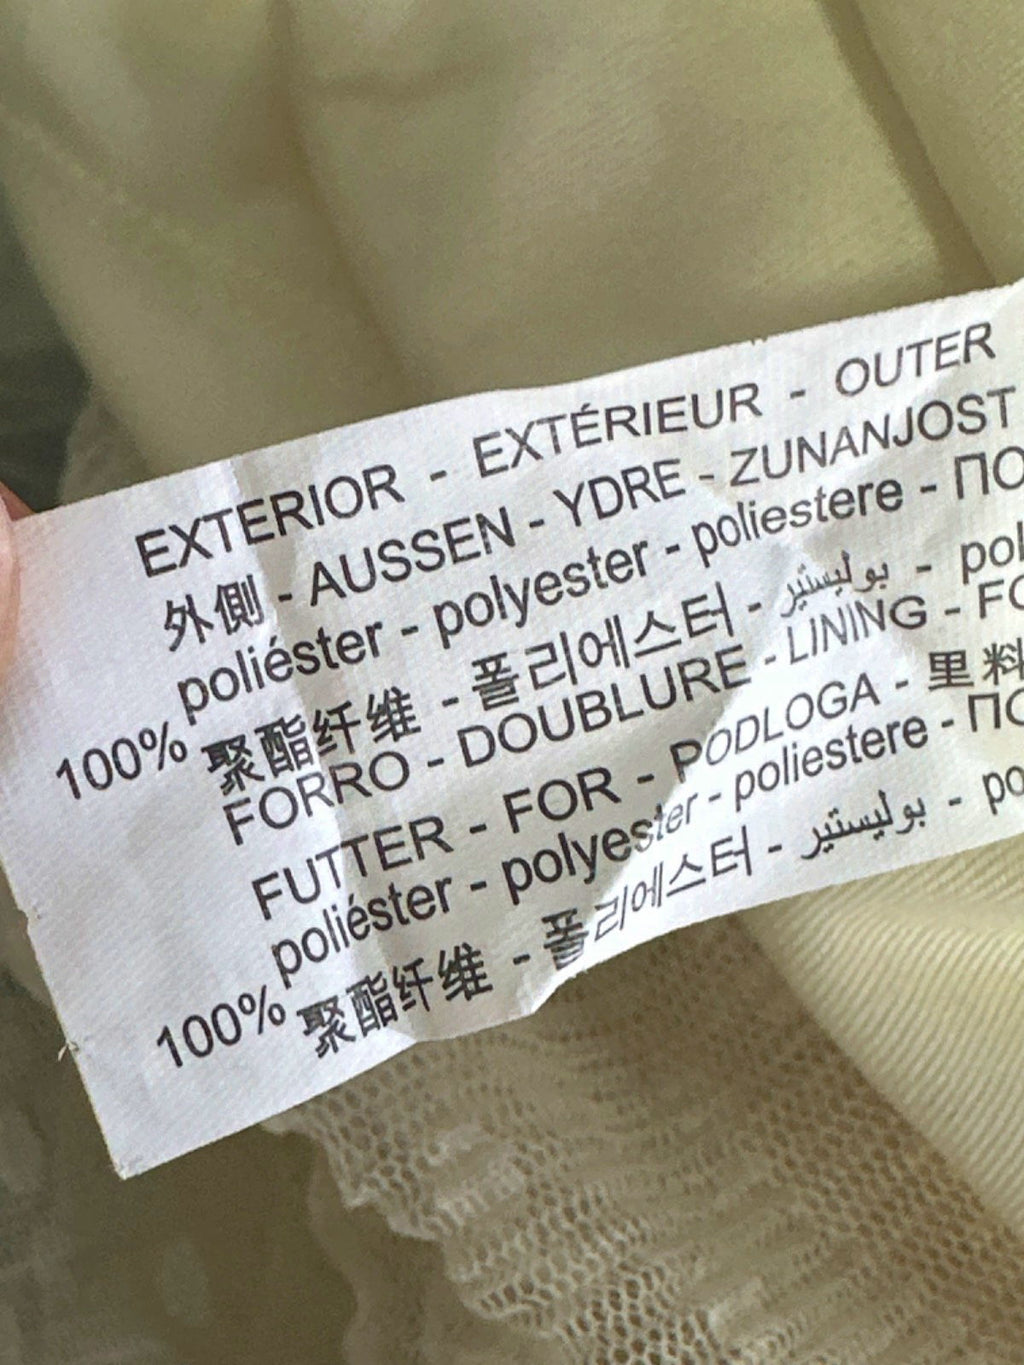 EXTERIOR - EXTÉRIEUR - OUTER
外側 - AUSSEN - YDRE - ZUNANJOST
poliéster - polyester - poliestere - ПО
100% 聚酯纤维 - 폴리에스터 - بوليستير - pol
FORRO - DOUBLURE - LINING - FO
FUTTER - FOR - PODLOGA - 里料
poliéster - polyester - poliestere - ПО
100% 聚酯纤维 - 폴리에스터 - بوليستير - po